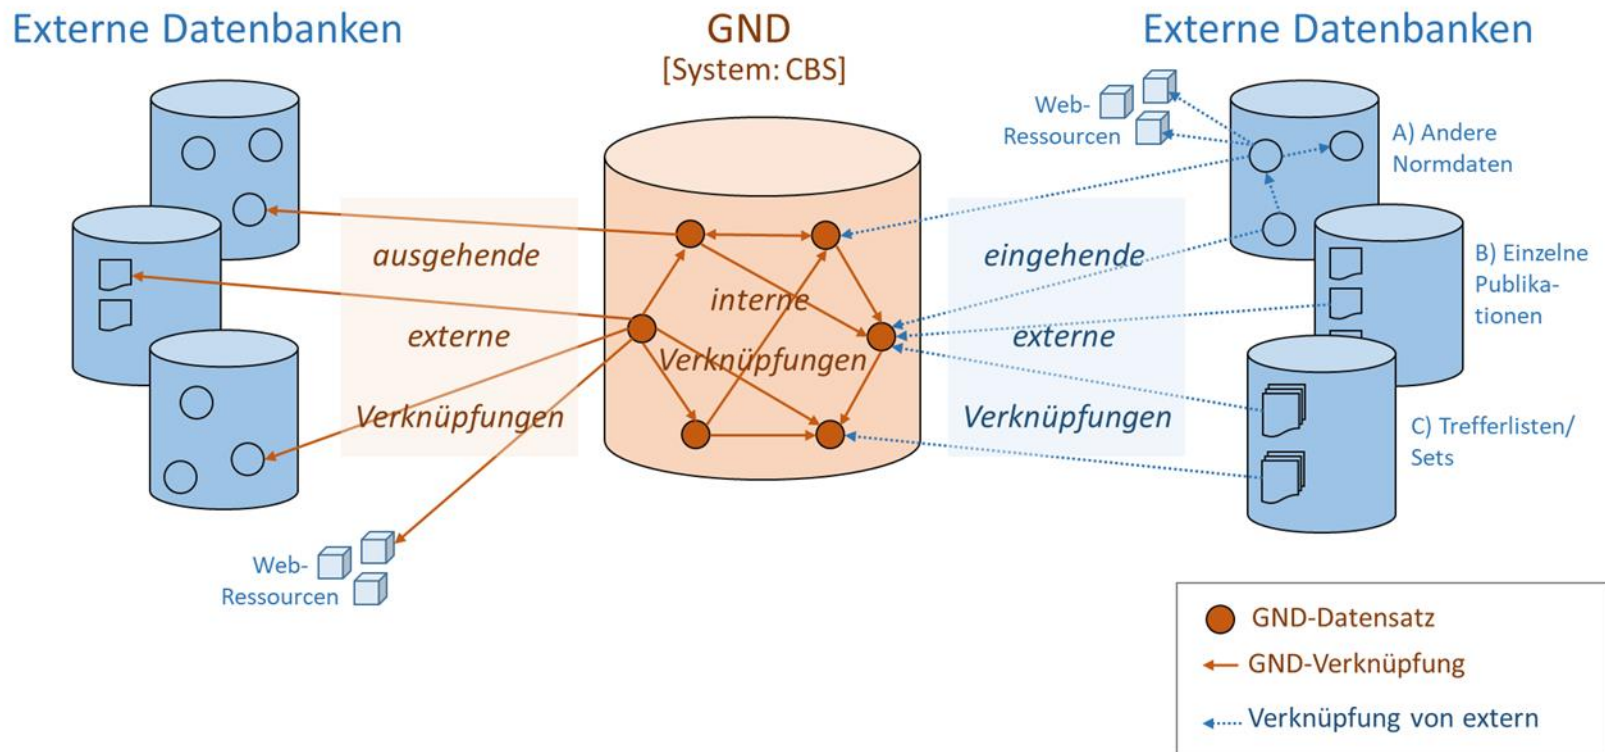 Externe Datenbanken
GND
[System: CBS]
Externe Datenbanken
Web-
Ressourcen
A) Andere
Normdaten
B) Einzelne
Publika-
tionen
C) Trefferlisten/
Sets
ausgehende
externe
Verknüpfungen
interne
Verknüpfungen
eingehende
externe
Verknüpfungen
Web-
Ressourcen
GND-Datensatz
GND-Verknüpfung
Verknüpfung von extern